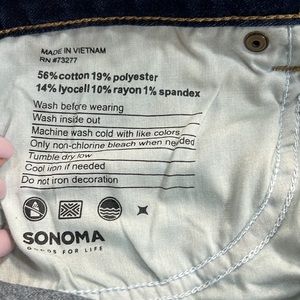 MADE IN VIETNAM
RN #73277
56%cotton 19% polyester
14% lyocell 10% rayon 1% spandex
Wash before wearing
Wash inside out
Machine wash cold with like colors
Only non-chlorine bleach when needed
Tumble dry low
Cool iron if needed
Do not iron decoration
SONOMA
GOODS FOR LIFE